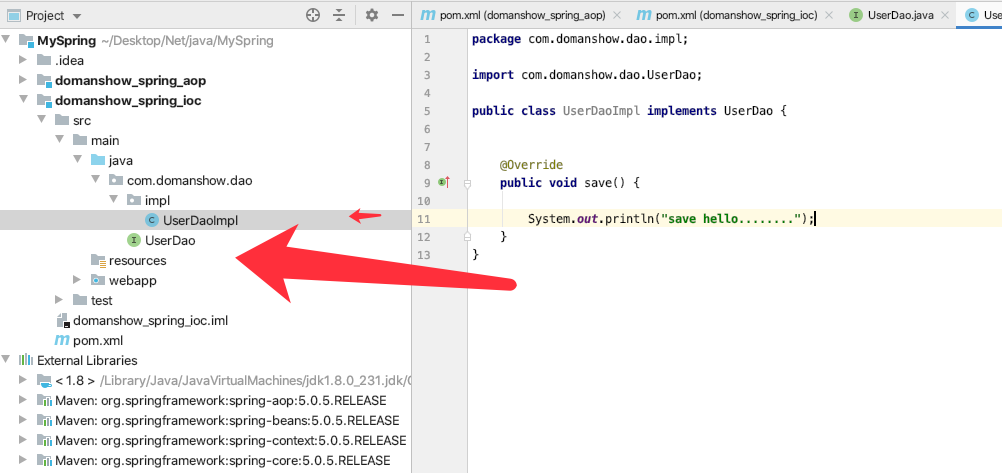 Project
MySpring ~/Desktop/Net/java/MySpring
.idea
domanshow_spring_aop
domanshow_spring_ioc
src
main
java
com.domanshow.dao
impl
UserDaoImpl
UserDao
resources
webapp
test
domanshow_spring_ioc.iml
pom.xml
External Libraries
< 1.8 > /Library/Java/JavaVirtualMachines/jdk1.8.0_231.jdk/
Maven: org.springframework:spring-aop:5.0.5.RELEASE
Maven: org.springframework:spring-beans:5.0.5.RELEASE
Maven: org.springframework:spring-context:5.0.5.RELEASE
Maven: org.springframework:spring-core:5.0.5.RELEASE
pom.xml (domanshow_spring_aop) pom.xml (domanshow_spring_ioc) UserDao.java
1 package com.domanshow.dao.impl;
2
3 import com.domanshow.dao.UserDao;
4
5 public class UserDaoImpl implements UserDao {
6
7
8 @Override
9 public void save() {
10
11 System.out.println("save hello........");
12 }
13 }